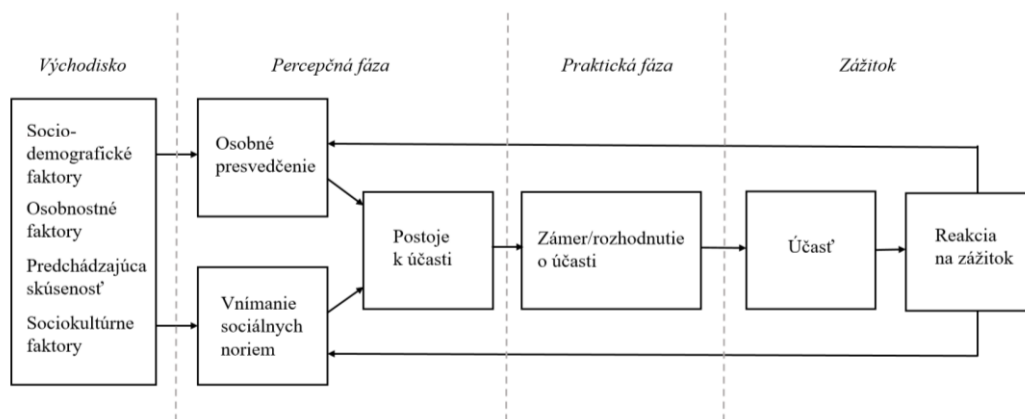 Východisko
Percepčná fáza
Praktická fáza
Zážitok
Socio-
demografické
faktory
Osobnostné
faktory
Predchádzajúca
skúsenosť
Sociokultúrne
faktory
Osobné
presvedčenie
Vnímanie
sociálnych
noriem
Postoje
k účasti
Zámer/rozhodnutie
o účasti
Účasť
Reakcia
na zážitok